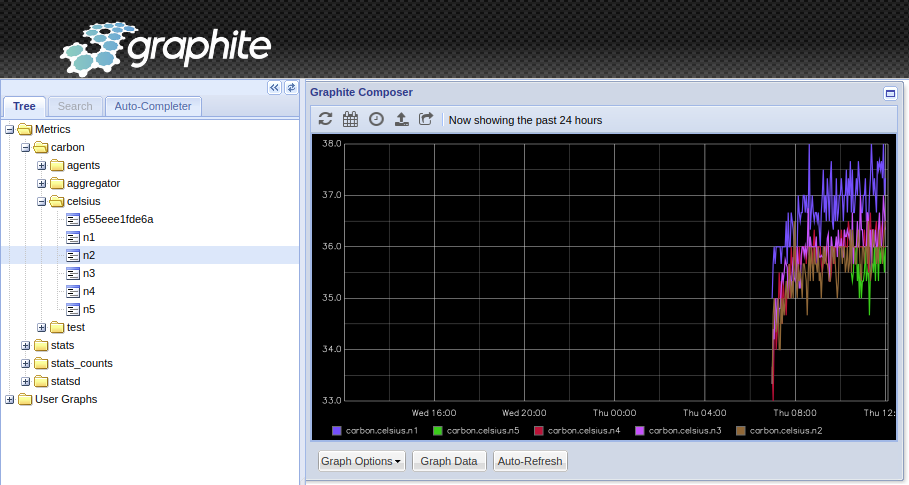 graphite
Tree
Search
Auto-Completer
Metrics
carbon
agents
aggregator
celsius
e55eee1fde6a
n1
n2
n3
n4
n5
test
stats
stats_counts
statsd
User Graphs
Graphite Composer
Now showing the past 24 hours
38.0
37.0
36.0
35.0
34.0
33.0
Wed 16:00 Wed 20:00 Thu 00:00 Thu 04:00 Thu 08:00 Thu 12:
carbon.celsius.n1 carbon.celsius.n5 carbon.celsius.n4 carbon.celsius.n3 carbon.celsius.n2
Graph Options Graph Data Auto-Refresh